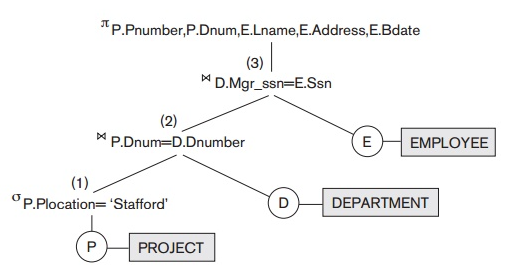 π P.Pnumber,P.Dnum,E.Lname,E.Address,E.Bdate
(3)
⋈ D.Mgr_ssn=E.Ssn
(2)
⋈ P.Dnum=D.Dnumber
E
EMPLOYEE
(1)
σ P.Plocation= ‘Stafford’
D
DEPARTMENT
P
PROJECT